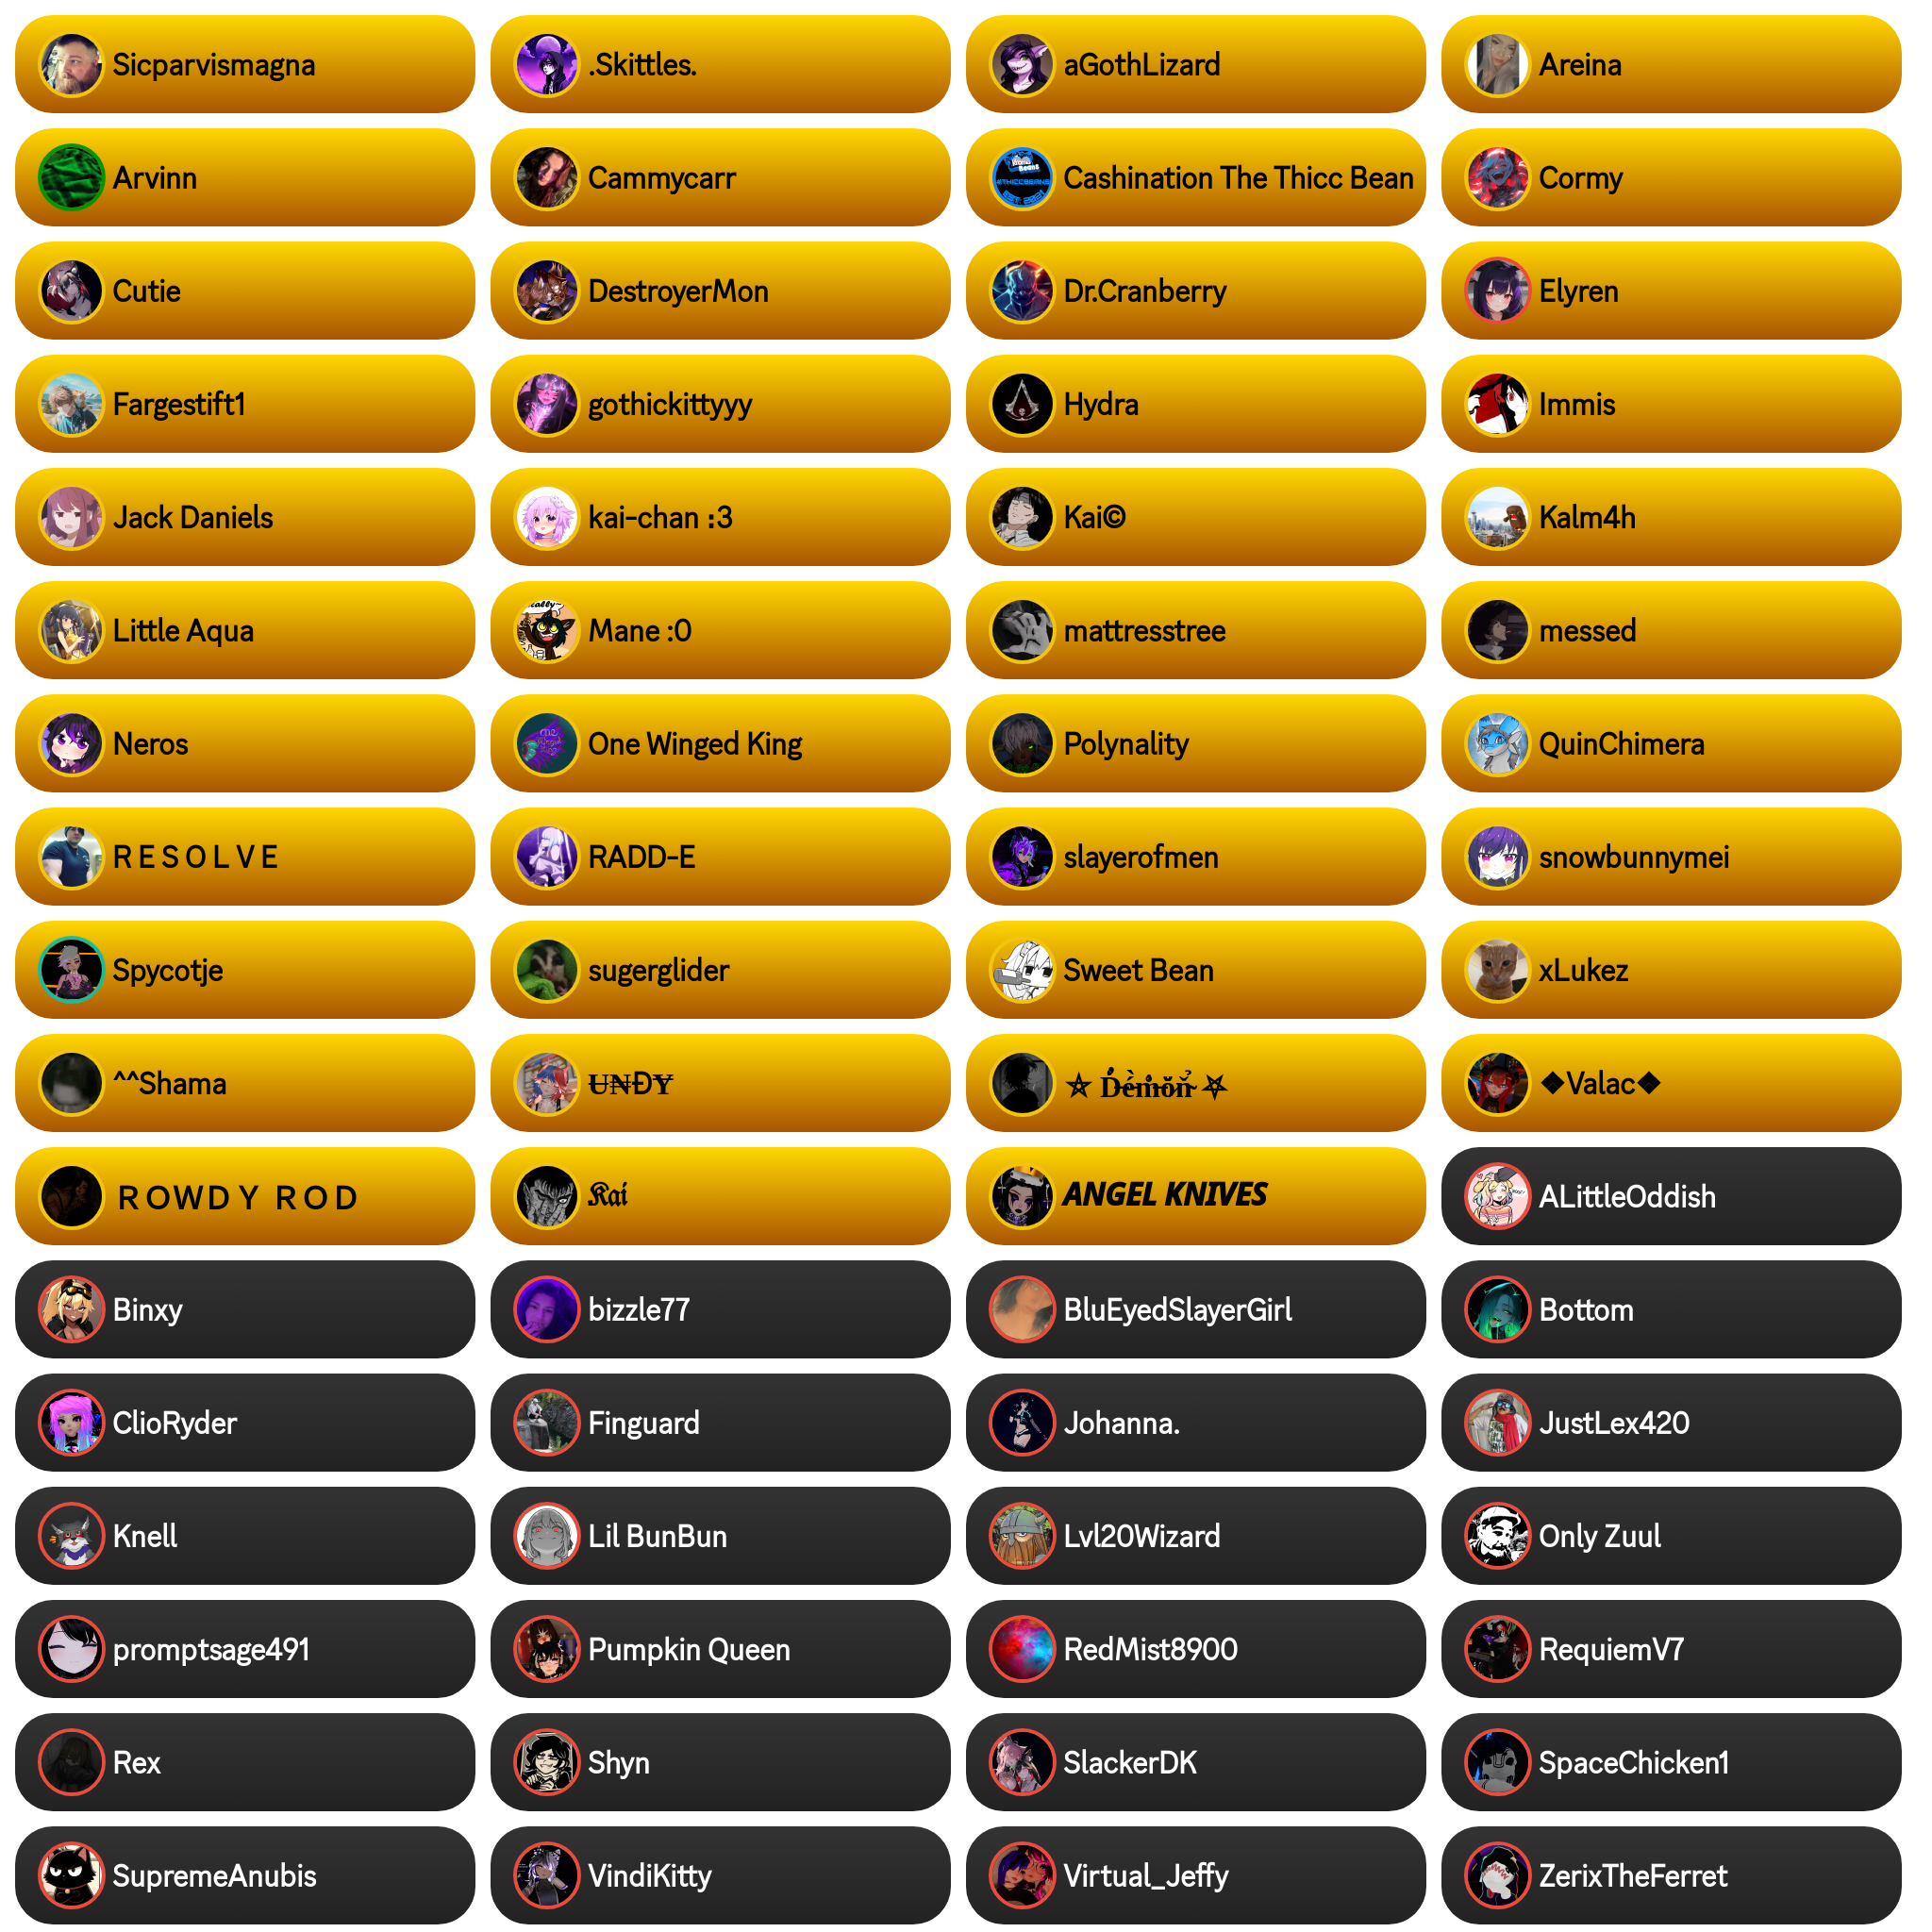 Sicparvismagna
.Skittles.
aGothLizard
Areina
Arvinn
Cammycarr
Cashination The Thicc Bean
Cormy
Cutie
DestroyerMon
Dr.Cranberry
Elyren
Fargestift1
gothickittyyy
Hydra
Immis
Jack Daniels
kai-chan :3
Kai©
Kalm4h
Little Aqua
Mane :0
mattresstree
messed
Neros
One Winged King
Polynality
QuinChimera
R E S O L V E
RADD-E
slayerofmen
snowbunnymei
Spycotje
sugerglider
Sweet Bean
xLukez
^^Shama
U̶N̶ĐY̶
⛤ D̴e̴m̴o̴n̴ ⛧
❖Valac❖
ＲＯＷＤＹ ＲＯＤ
𝕶𝖆𝖎
𝘼𝙉𝙂𝙀𝙇 𝙆𝙉𝙄𝙑𝙀𝙎
ALittleOddish
Binxy
bizzle77
BluEyedSlayerGirl
Bottom
ClioRyder
Finguard
Johanna.
JustLex420
Knell
Lil BunBun
Lvl20Wizard
Only Zuul
promptsage491
Pumpkin Queen
RedMist8900
RequiemV7
Rex
Shyn
SlackerDK
SpaceChicken1
SupremeAnubis
VindiKitty
Virtual_Jeffy
ZerixTheFerret